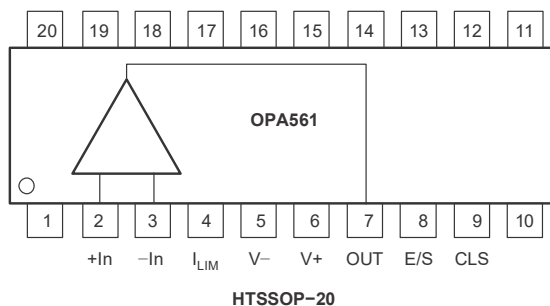 20 19 18 17 16 15 14 13 12 11
OPA561
1 2 3 4 5 6 7 8 9 10
+In −In I_LIM V− V+ OUT E/S CLS
HTSSOP−20